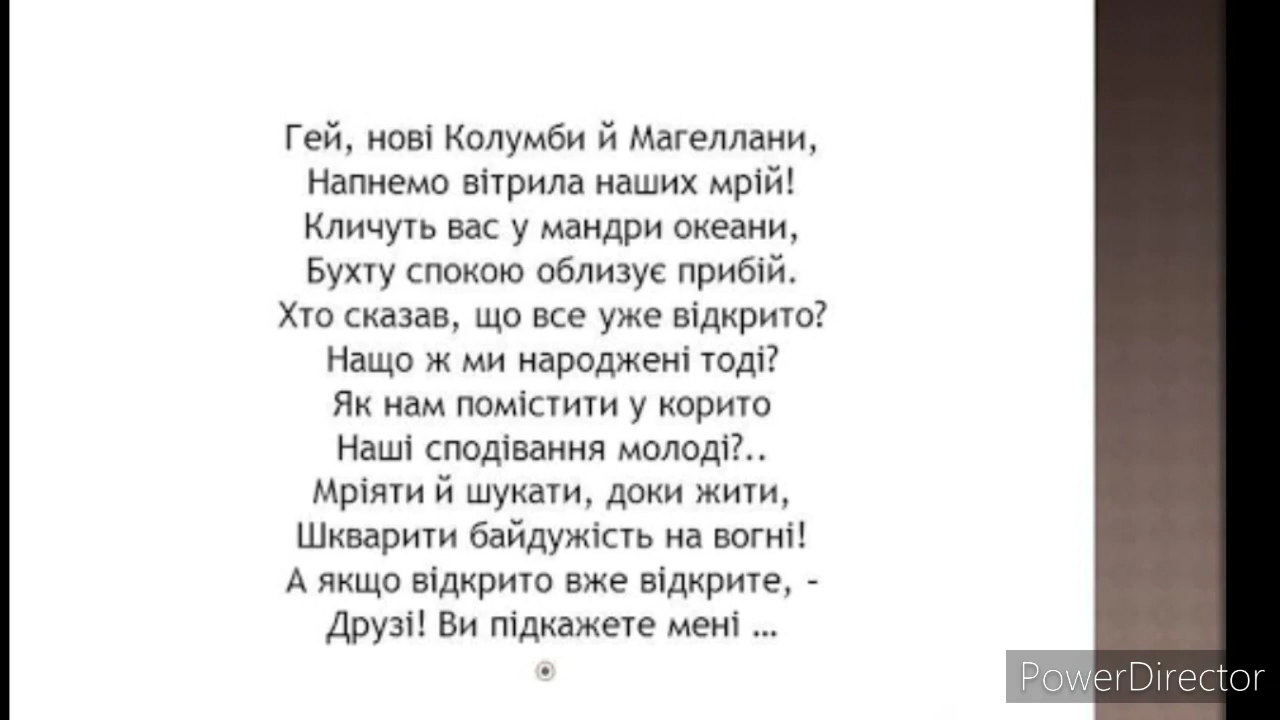 Гей, нові Колумби й Магеллани,
Напнемо вітрила наших мрій!
Кличуть вас у мандри океани,
Бухту спокою облизує прибій.
Хто сказав, що все уже відкрито?
Нащо ж ми народжені тоді?
Як нам помістити у корито
Наші сподівання молоді?..
Мріяти й шукати, доки жити,
Шкварити байдужість на вогні!
А якщо відкрито вже відкрите, –
Друзі! Ви підкажете мені ...
PowerDirector